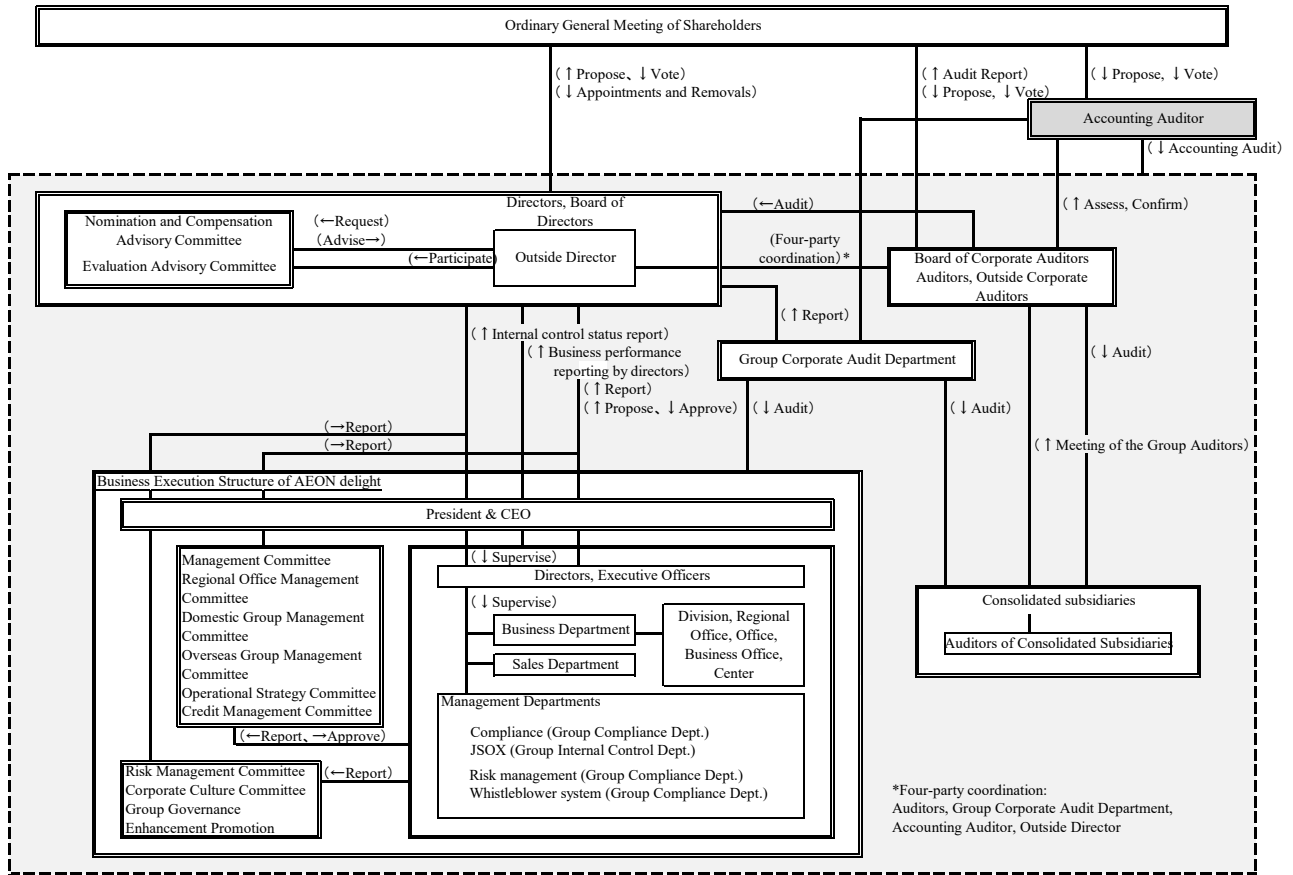 Ordinary General Meeting of Shareholders
(↑Propose、↓Vote)
(↓Appointments and Removals)
(↑Audit Report)
(↓Propose, ↓Vote)
(↓Propose, ↓Vote)
Accounting Auditor
(↓Accounting Audit)
Directors, Board of
Directors
Nomination and Compensation
Advisory Committee
Evaluation Advisory Committee
(←Request)
(Advise→)
(←Participate)
Outside Director
(←Audit)
(Four-party
coordination)*
(↑Assess, Confirm)
Board of Corporate Auditors
Auditors, Outside Corporate
Auditors
(↑Report)
(↑Internal control status report)
(↑Business performance
reporting by directors)
(↑Report)
(↑Propose、↓Approve)
Group Corporate Audit Department
(↓Audit)
(↓Audit)
(↓Audit)
(↑Meeting of the Group Auditors)
(→Report)
(→Report)
Business Execution Structure of AEON delight
President & CEO
Management Committee
Regional Office Management
Committee
Domestic Group Management
Committee
Overseas Group Management
Committee
Operational Strategy Committee
Credit Management Committee
(↓Supervise)
Directors, Executive Officers
(↓Supervise)
Business Department
Sales Department
Division, Regional
Office, Office,
Business Office,
Center
Consolidated subsidiaries
Auditors of Consolidated Subsidiaries
Management Departments
Compliance (Group Compliance Dept.)
JSOX (Group Internal Control Dept.)
Risk management (Group Compliance Dept.)
Whistleblower system (Group Compliance Dept.)
(←Report、→Approve)
(←Report)
Risk Management Committee
Corporate Culture Committee
Group Governance
Enhancement Promotion
*Four-party coordination:
Auditors, Group Corporate Audit Department,
Accounting Auditor, Outside Director